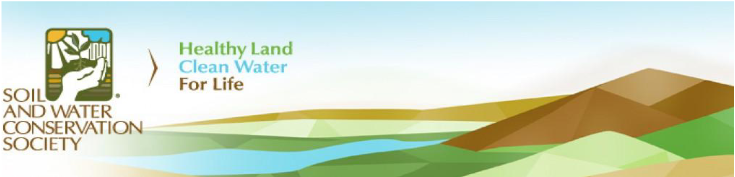 SOIL
AND WATER
CONSERVATION
SOCIETY
®
Healthy Land
Clean Water
For Life